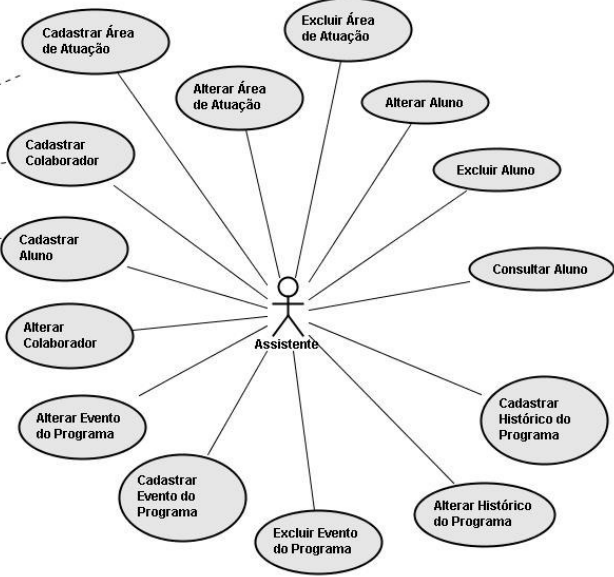 Cadastrar Área
de Atuação
Excluir Área
de Atuação
Alterar Área
de Atuação
Alterar Aluno
Cadastrar
Colaborador
Excluir Aluno
Cadastrar
Aluno
Consultar Aluno
Alterar
Colaborador
Assistente
Alterar Evento
do Programa
Cadastrar
Histórico do
Programa
Cadastrar
Evento do
Programa
Alterar Histórico
do Programa
Excluir Evento
do Programa